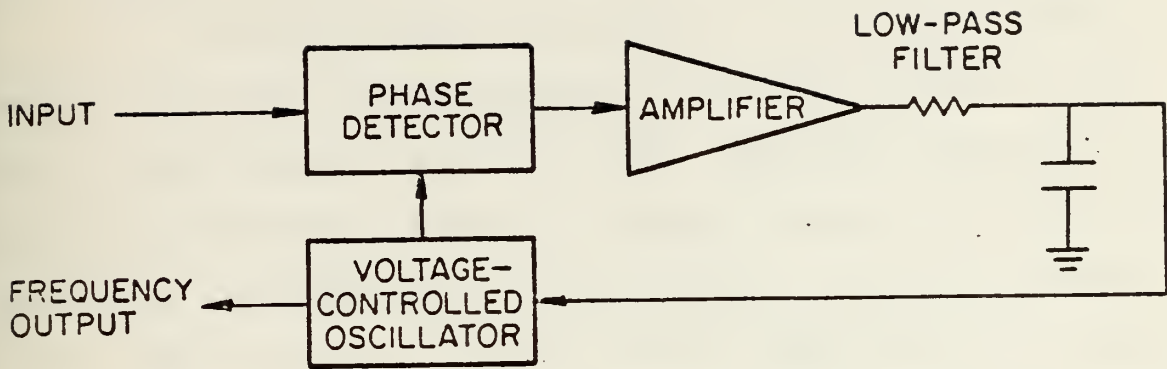 LOW-PASS
FILTER
INPUT
PHASE
DETECTOR
AMPLIFIER
FREQUENCY
OUTPUT
VOLTAGE-
CONTROLLED
OSCILLATOR